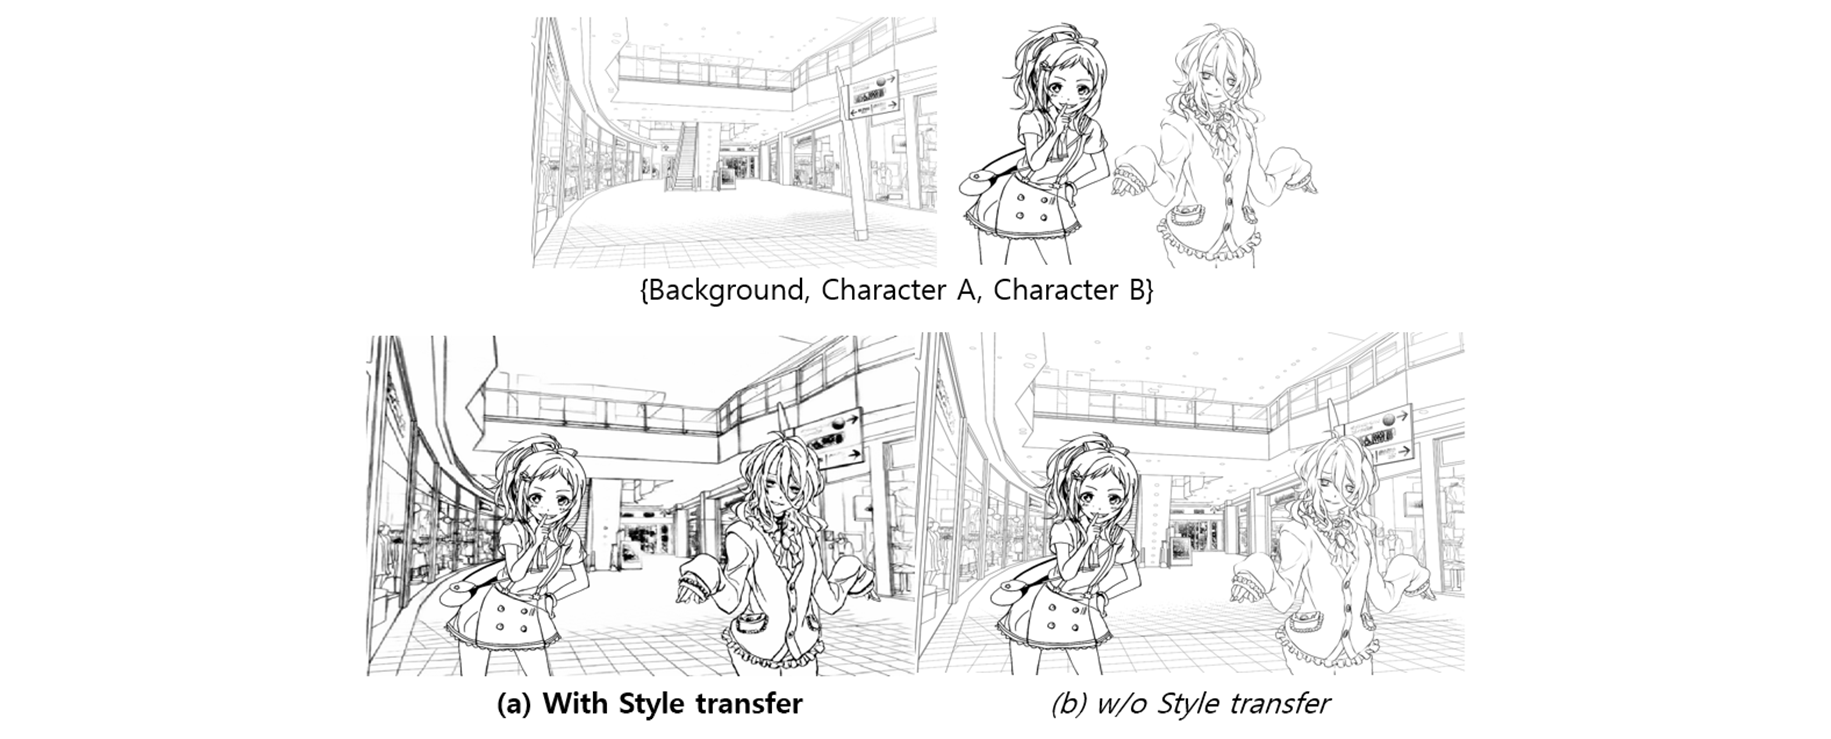 {Background, Character A, Character B}
(a) With Style transfer
(b) w/o Style transfer